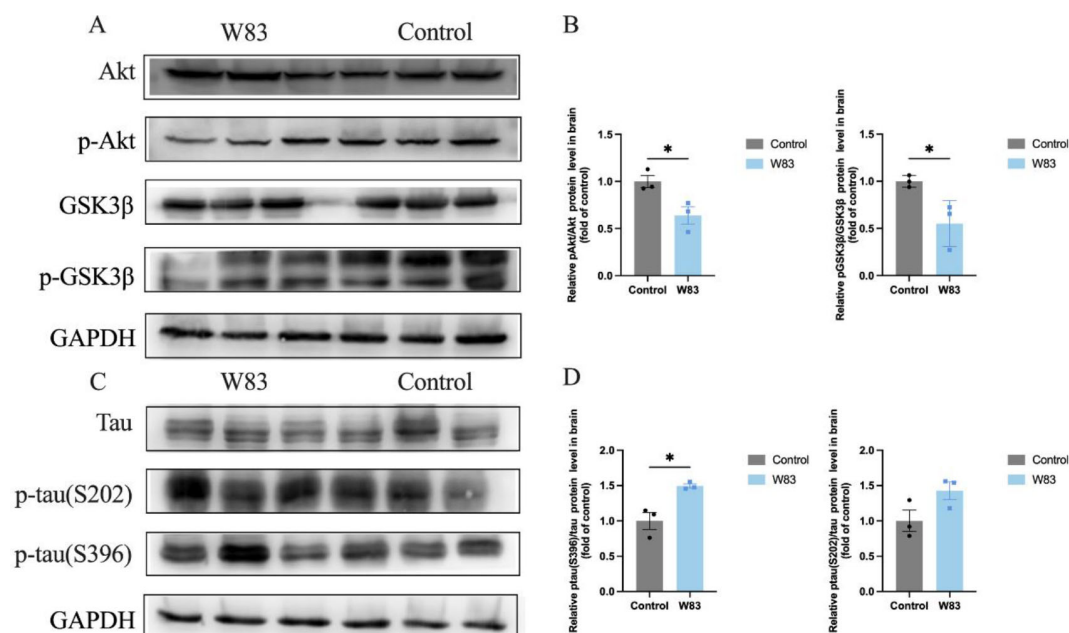 A
W83 Control
Akt
p-Akt
GSK3β
p-GSK3β
GAPDH
B
Relative pAkt/Akt protein level in brain
(fold of control)
1.5
1.0
0.5
0.0
*
Control W83
Control
W83
Relative pGSK3β/GSK3β protein level in brain
(fold of control)
1.5
1.0
0.5
0.0
*
Control W83
Control
W83
C
W83 Control
Tau
p-tau(S202)
p-tau(S396)
GAPDH
D
Relative ptau(S396)/tau protein level in brain
(fold of control)
2.0
1.5
1.0
0.5
0.0
*
Control W83
Control
W83
Relative ptau(S202)/tau protein level in brain
(fold of control)
2.0
1.5
1.0
0.5
0.0
Control W83
Control
W83